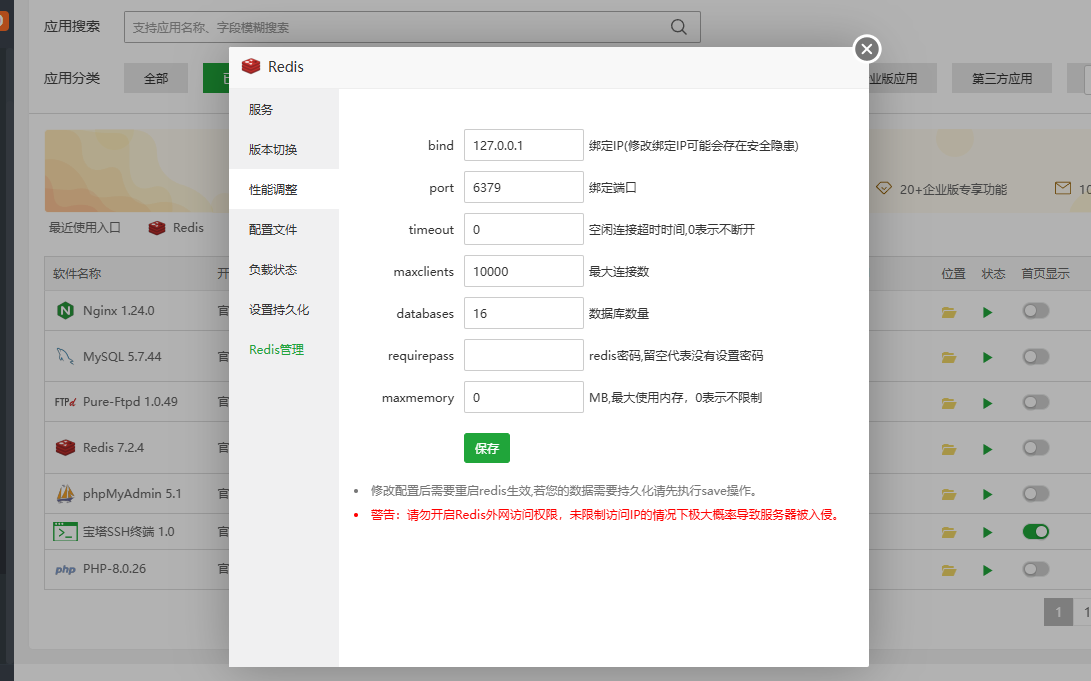 应用搜索
支持应用名称、字段模糊搜索
Redis
应用分类
全部
业版应用
第三方应用
服务
版本切换
性能调整
配置文件
负载状态
设置持久化
Redis管理
bind 127.0.0.1 绑定IP(修改绑定IP可能会存在安全隐患)
port 6379 绑定端口
timeout 0 空闲连接超时时间,0表示不断开
maxclients 10000 最大连接数
databases 16 数据库数量
requirepass redis密码,留空代表没有设置密码
maxmemory 0 MB,最大使用内存，0表示不限制
保存
修改配置后需要重启redis生效,若您的数据需要持久化请先执行save操作。
警告：请勿开启Redis外网访问权限，未限制访问IP的情况下极大概率导致服务器被入侵。
20+企业版专享功能
10
最近使用入口 Redis
软件名称 开 位置 状态 首页显示
Nginx 1.24.0 官
MySQL 5.7.44 官
FTPd Pure-Ftpd 1.0.49 官
Redis 7.2.4 官
phpMyAdmin 5.1 官
宝塔SSH终端 1.0 官
php PHP-8.0.26 官
1 1